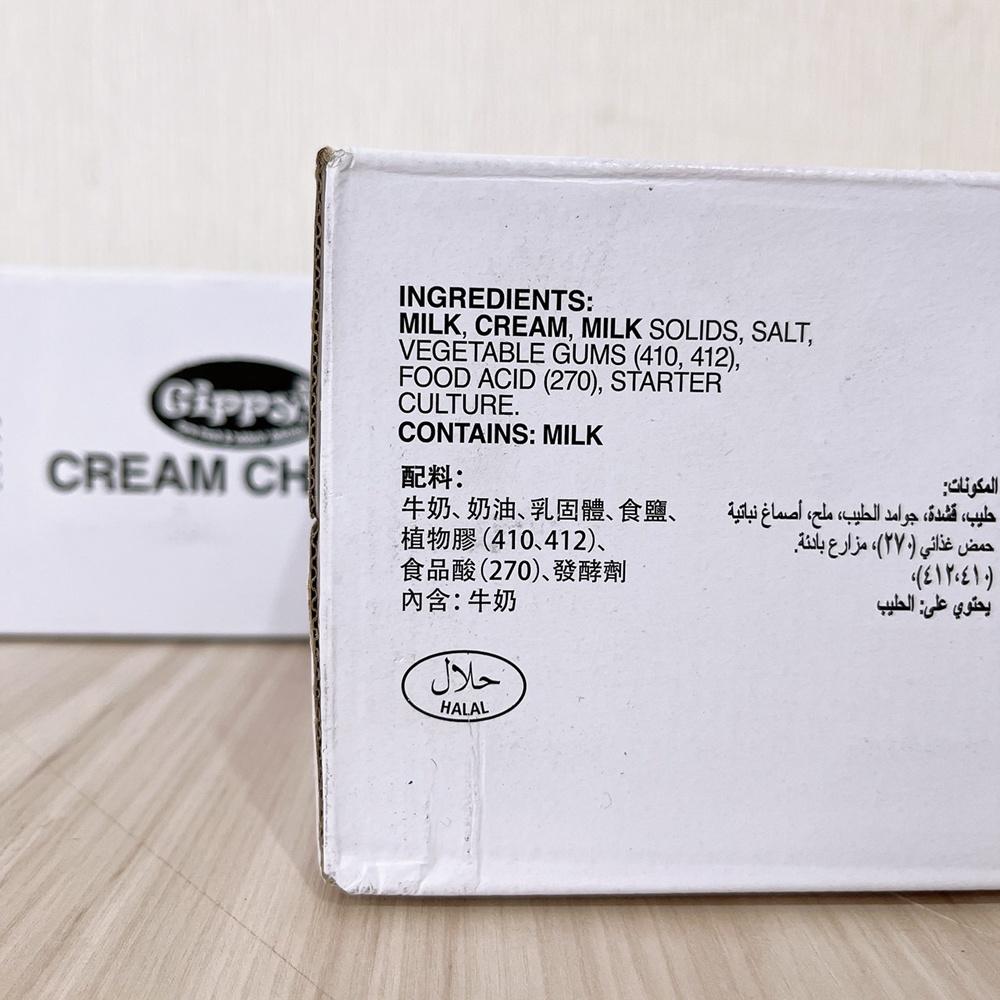 Gippy's
CREAM CH
INGREDIENTS:
MILK, CREAM, MILK SOLIDS, SALT,
VEGETABLE GUMS (410, 412),
FOOD ACID (270), STARTER
CULTURE.
CONTAINS: MILK
配料：
牛奶、奶油、乳固體、食鹽、
植物膠（410、412）、
食品酸（270）、發酵劑
內含：牛奶
المكونات:
حليب، قشدة، جوامد الحليب، ملح، أصماغ نباتية
حمض غذائي (٢٧٠)، مزارع بادئة.
(٤١٢،٤١٠)،
يحتوي على: الحليب
حلال
HALAL